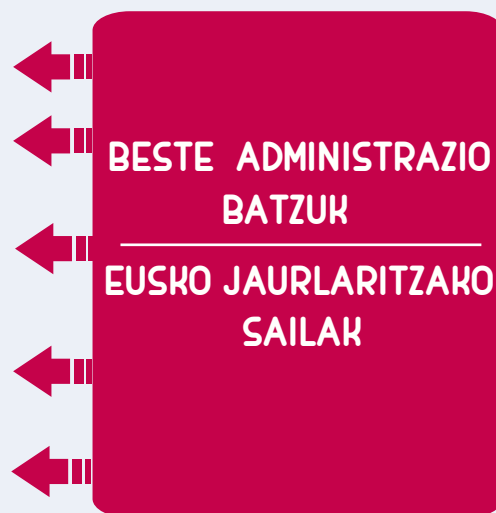 BESTE ADMINISTRAZIO
BATZUK
EUSKO JAURLARITZAKO
SAILAK